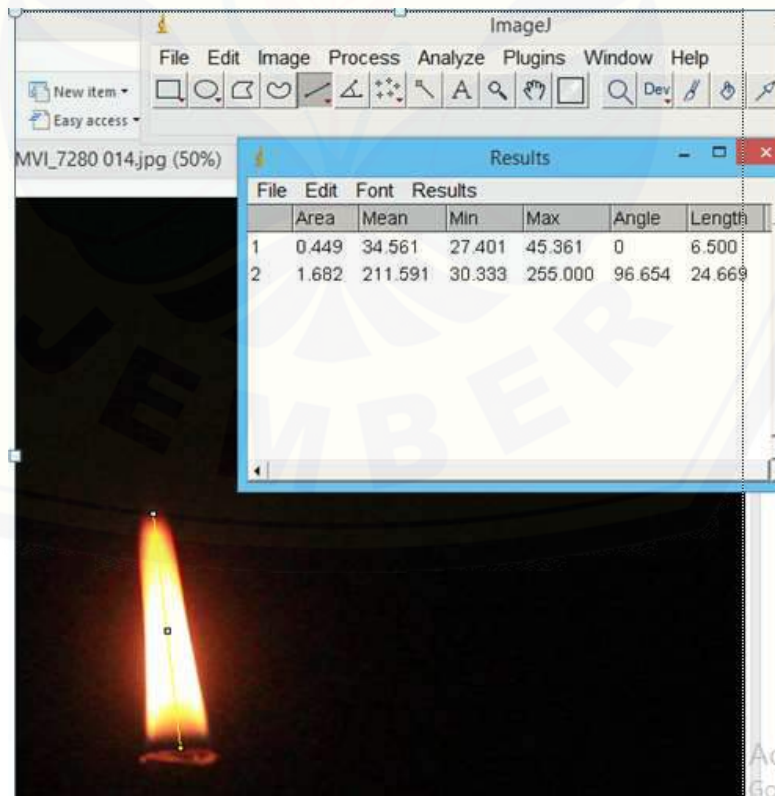 ImageJ
File Edit Image Process Analyze Plugins Window Help
New item
Dev
Easy access
MVI_7280 014.jpg (50%)
Results
File Edit Font Results
Area Mean Min Max Angle Length
1 0.449 34.561 27.401 45.361 0 6.500
2 1.682 211.591 30.333 255.000 96.654 24.669
JEMBER